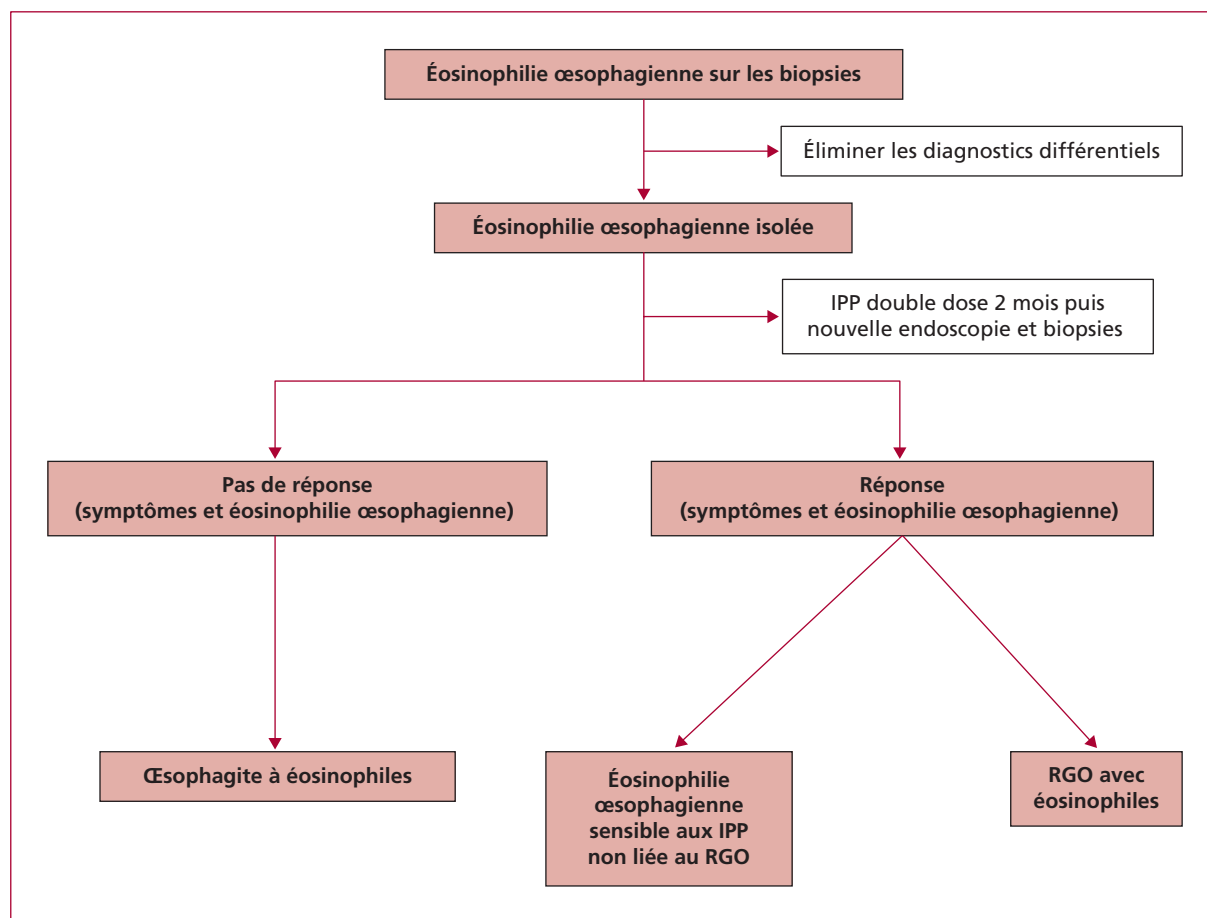 Éosinophilie œsophagienne sur les biopsies
Éliminer les diagnostics différentiels
Éosinophilie œsophagienne isolée
IPP double dose 2 mois puis
nouvelle endoscopie et biopsies
Pas de réponse
(symptômes et éosinophilie œsophagienne)
Réponse
(symptômes et éosinophilie œsophagienne)
Œsophagite à éosinophiles
Éosinophilie
œsophagienne
sensible aux IPP
non liée au RGO
RGO avec
éosinophiles